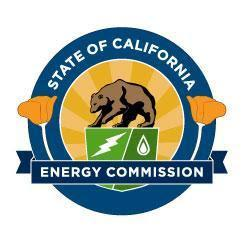 STATE OF CALIFORNIA
ENERGY COMMISSION